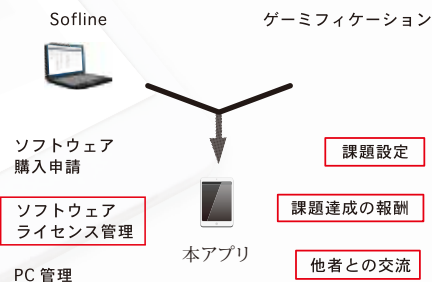 Sofline
ゲーミフィケーション
ソフトウェア
購入申請
ソフトウェア
ライセンス管理
PC 管理
本アプリ
課題設定
課題達成の報酬
他者との交流